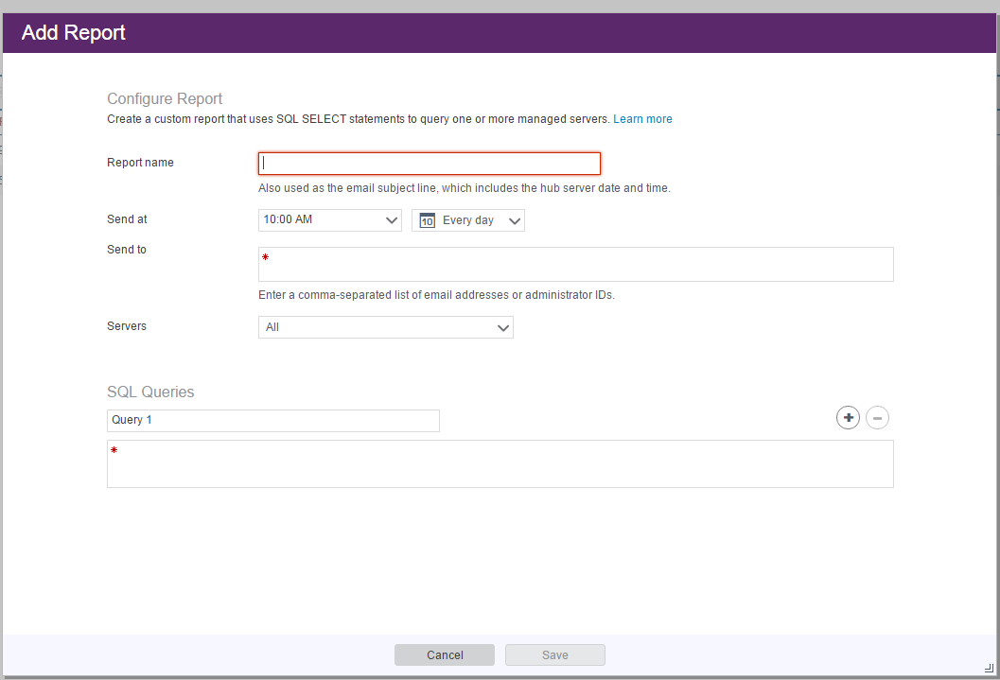 Add Report
Configure Report
Create a custom report that uses SQL SELECT statements to query one or more managed servers. Learn more
Report name
Also used as the email subject line, which includes the hub server date and time.
Send at 10:00 AM 10 Every day
Send to *
Enter a comma-separated list of email addresses or administrator IDs.
Servers All
SQL Queries
Query 1
*
Cancel Save